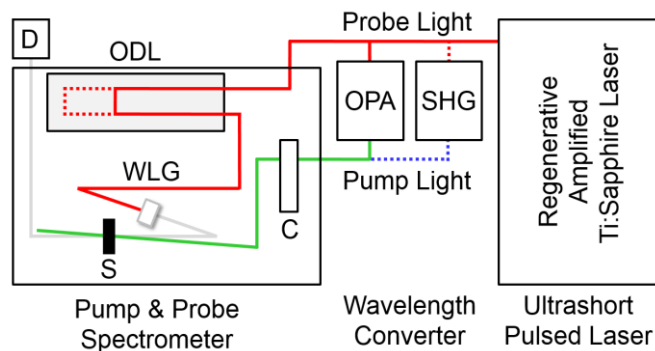 D
ODL
Probe Light
OPA
SHG
WLG
Pump Light
C
S
Regenerative
Amplified
Ti:Sapphire Laser
Pump & Probe
Spectrometer
Wavelength
Converter
Ultrashort
Pulsed Laser